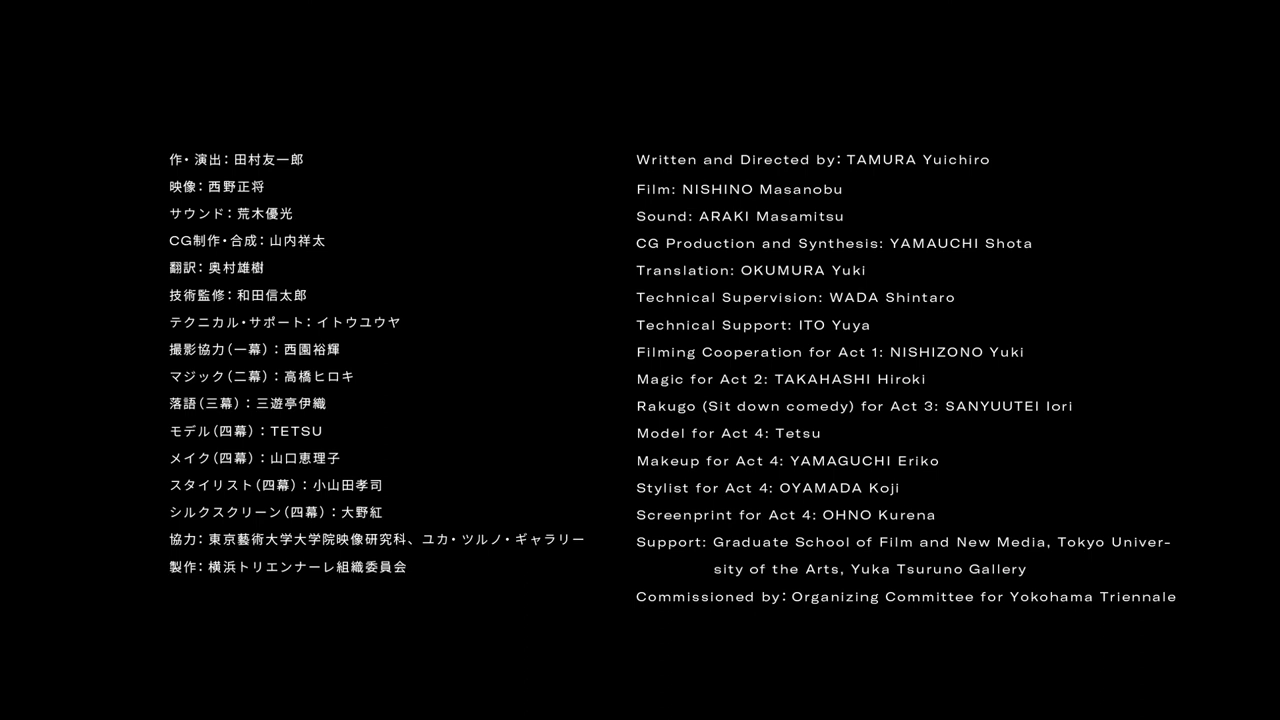 作・演出：田村友一郎
映像：西野正将
サウンド：荒木優光
CG制作・合成：山内祥太
翻訳：奥村雄樹
技術監修：和田信太郎
テクニカル・サポート：イトウユウヤ
撮影協力（一幕）：西園裕輝
マジック（二幕）：高橋ヒロキ
落語（三幕）：三遊亭伊織
モデル（四幕）：TETSU
メイク（四幕）：山口恵理子
スタイリスト（四幕）：小山田孝司
シルクスクリーン（四幕）：大野紅
協力：東京藝術大学大学院映像研究科、ユカ・ツルノ・ギャラリー
製作：横浜トリエンナーレ組織委員会
Written and Directed by: TAMURA Yuichiro
Film: NISHINO Masanobu
Sound: ARAKI Masamitsu
CG Production and Synthesis: YAMAUCHI Shota
Translation: OKUMURA Yuki
Technical Supervision: WADA Shintaro
Technical Support: ITO Yuya
Filming Cooperation for Act 1: NISHIZONO Yuki
Magic for Act 2: TAKAHASHI Hiroki
Rakugo (Sit down comedy) for Act 3: SANYUUTEI Iori
Model for Act 4: Tetsu
Makeup for Act 4: YAMAGUCHI Eriko
Stylist for Act 4: OYAMADA Koji
Screenprint for Act 4: OHNO Kurena
Support: Graduate School of Film and New Media, Tokyo Univer-
sity of the Arts, Yuka Tsuruno Gallery
Commissioned by: Organizing Committee for Yokohama Triennale